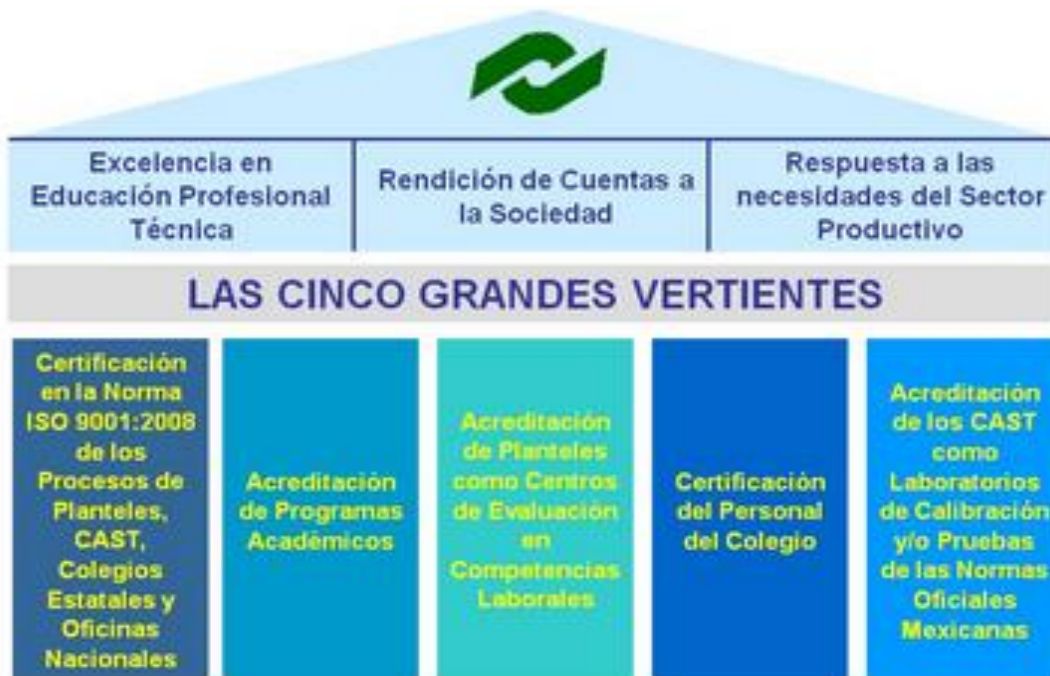 Excelencia en
Educación Profesional
Técnica
Rendición de Cuentas a
la Sociedad
Respuesta a las
necesidades del Sector
Productivo
LAS CINCO GRANDES VERTIENTES
Certificación
en la Norma
ISO 9001:2008
de los
Procesos de
Planteles,
CAST,
Colegios
Estatales y
Oficinas
Nacionales
Acreditación
de Programas
Académicos
Acreditación
de Planteles
como Centros
de Evaluación
en
Competencias
Laborales
Certificación
del Personal
del Colegio
Acreditación
de los CAST
como
Laboratorios
de Calibración
y/o Pruebas
de las Normas
Oficiales
Mexicanas